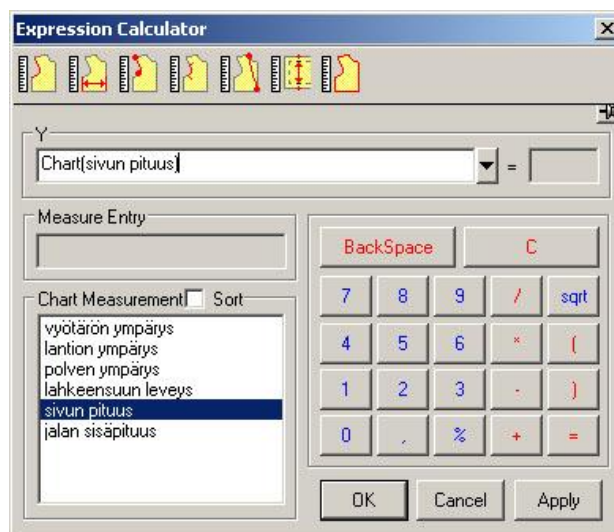 Expression Calculator
Y
Chart(sivun pituus) =
Measure Entry
BackSpace C
Chart Measurement Sort
7 8 9 / sqrt
vyötärön ympärys
lantion ympärys
4 5 6 * (
polven ympärys
lahkeensuun leveys
1 2 3 - )
sivun pituus
jalan sisäpituus
0 , % + =
OK Cancel Apply